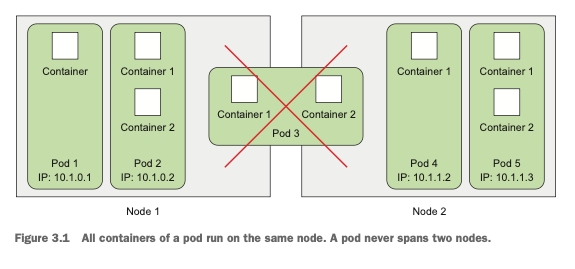 Container
Pod 1
IP: 10.1.0.1
Container 1
Container 2
Pod 2
IP: 10.1.0.2
Container 1
Container 2
Pod 3
Container 1
Pod 4
IP: 10.1.1.2
Container 1
Container 2
Pod 5
IP: 10.1.1.3
Node 1
Node 2
Figure 3.1 All containers of a pod run on the same node. A pod never spans two nodes.